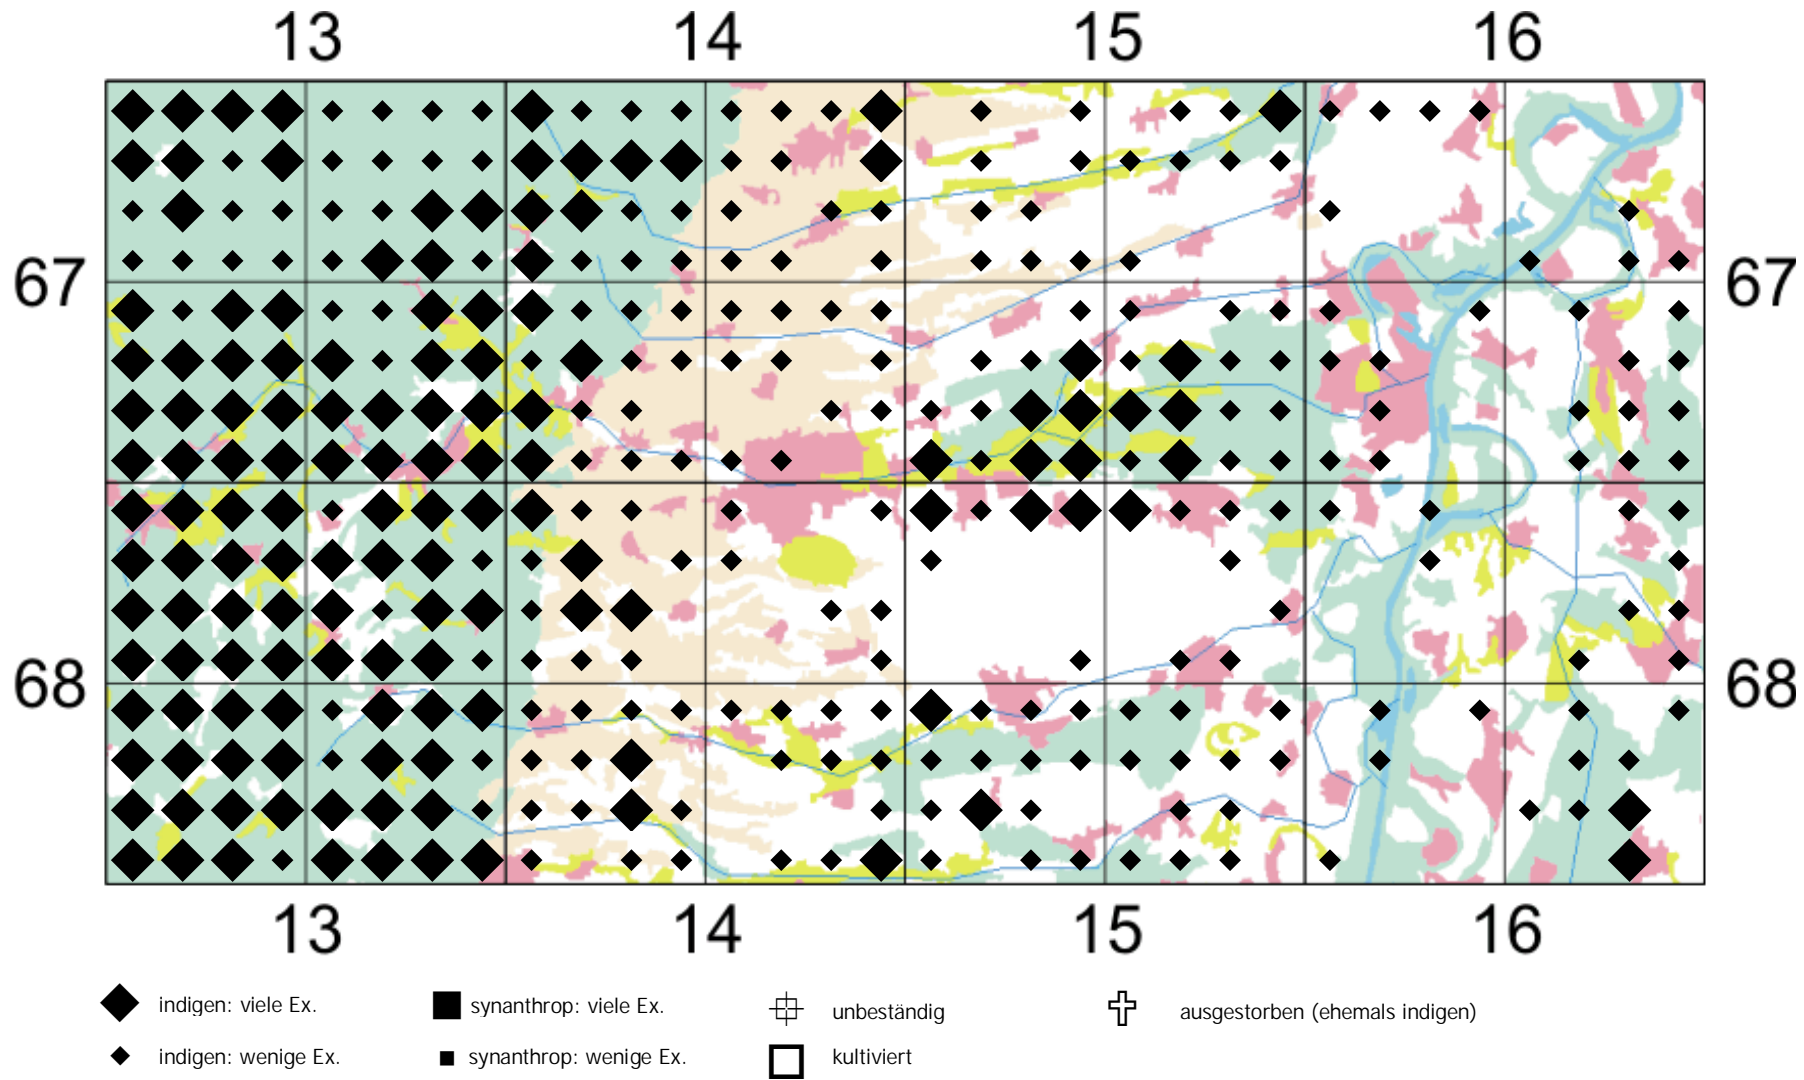 13 14 15 16
67 67
68 68
13 14 15 16
indigen: viele Ex. synanthrop: viele Ex. unbeständig ausgestorben (ehemals indigen)
indigen: wenige Ex. synanthrop: wenige Ex. kultiviert